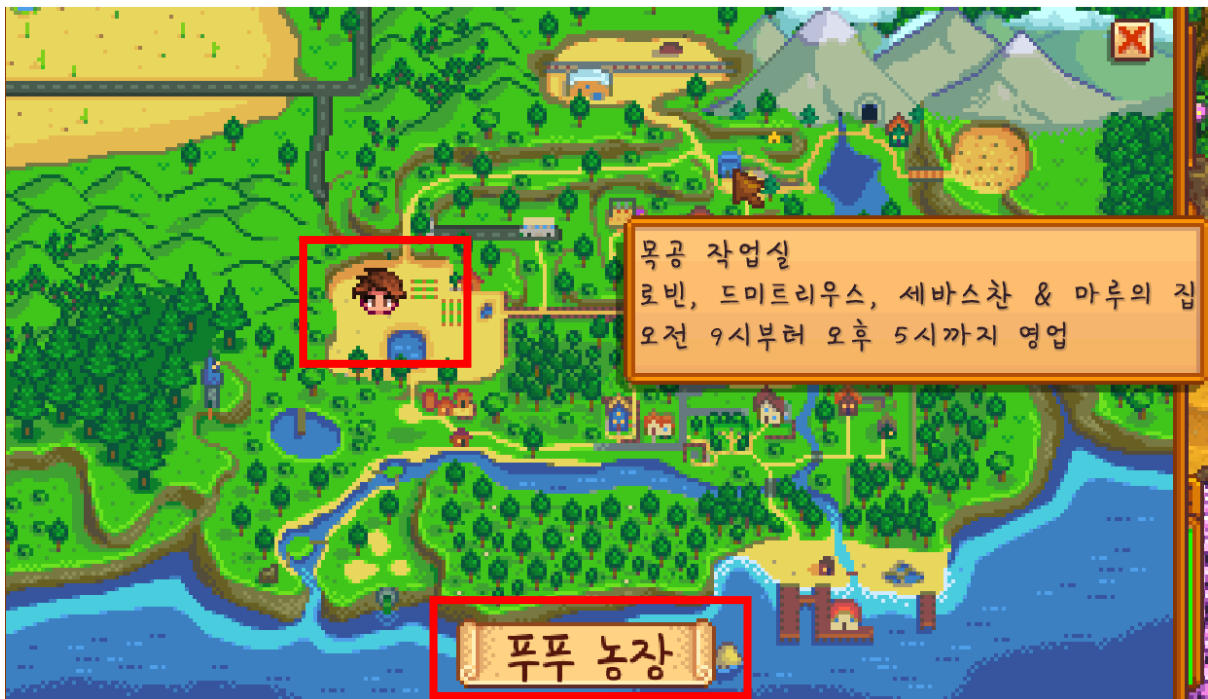 목공 작업실
로빈, 드미트리우스, 세바스찬 & 마루의 집
오전 9시부터 오후 5시까지 영업
푸푸 농장